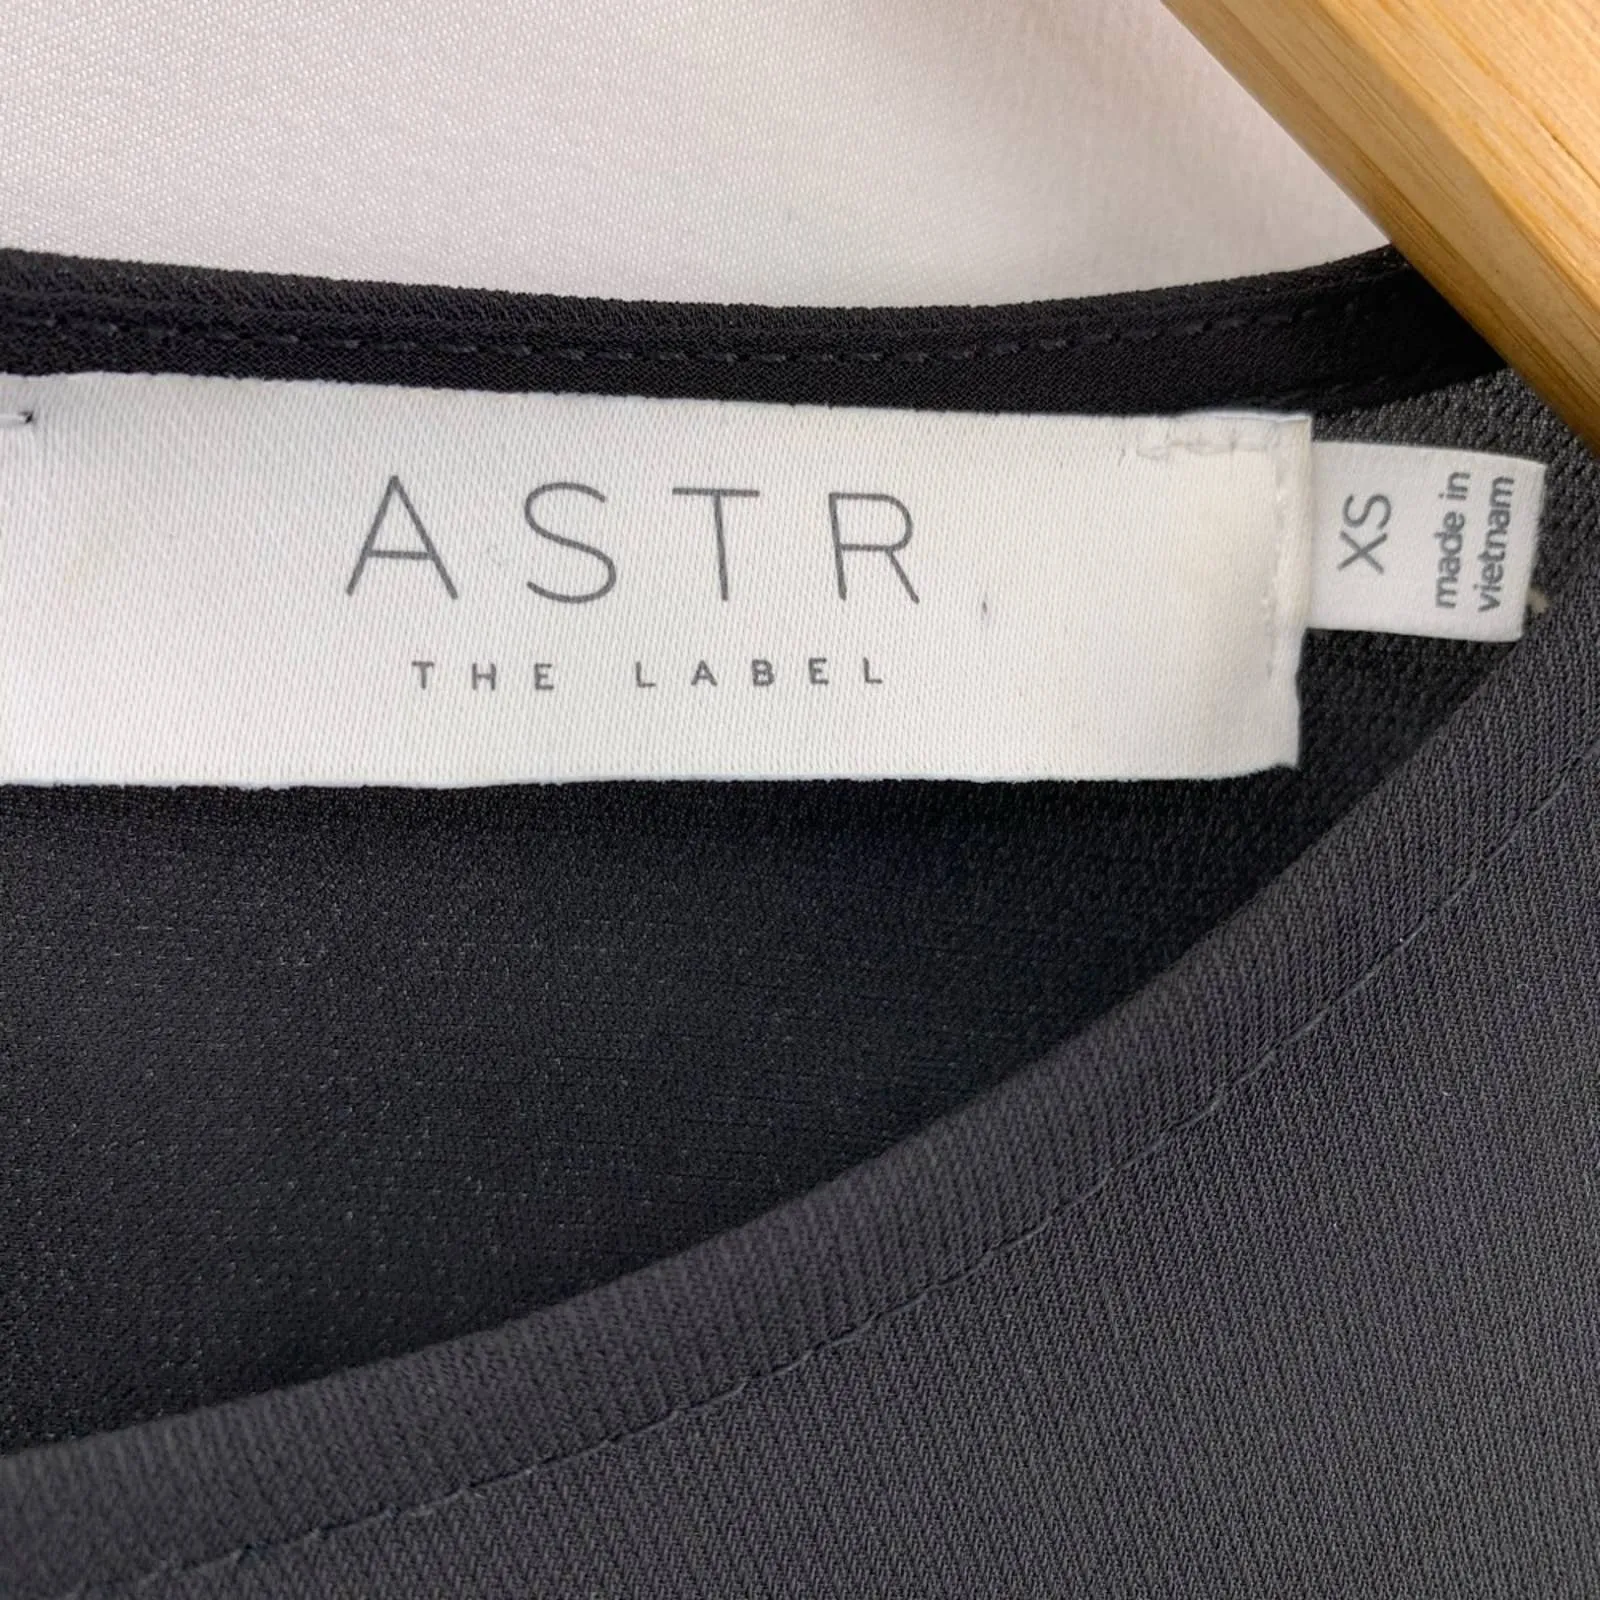 ASTR
THE LABEL
XS
made in
vietnam